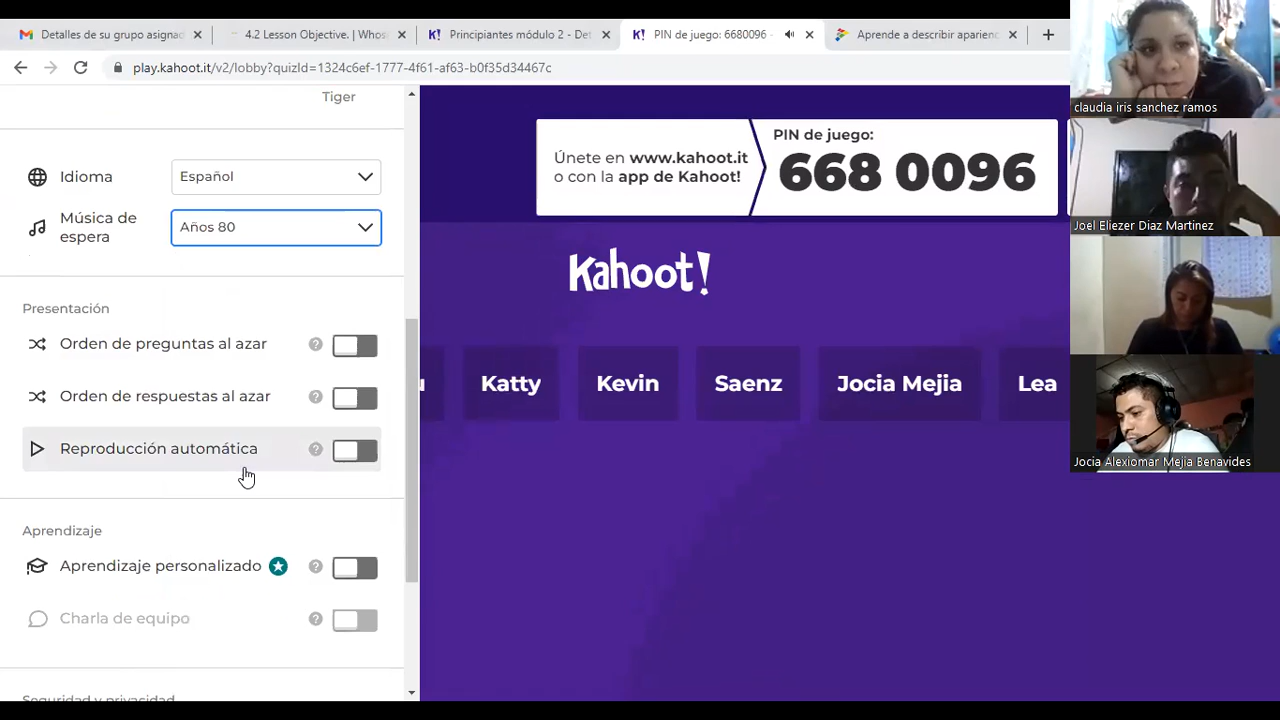 Detalles de su grupo asignac
4.2 Lesson Objective. | Whos
Principiantes módulo 2 - Det
PIN de juego: 6680096 -
Aprende a describir aparien
play.kahoot.it/v2/lobby?quizId=1324c6ef-1777-4f61-af63-b0f35d34467c
Tiger
Idioma
Español
Música de
espera
Años 80
Presentación
Orden de preguntas al azar
Orden de respuestas al azar
Reproducción automática
Aprendizaje
Aprendizaje personalizado
Charla de equipo
Seguridad y privacidad
Únete en www.kahoot.it
o con la app de Kahoot!
PIN de juego:
668 0096
Kahoot!
u
Katty
Kevin
Saenz
Jocia Mejia
Lea
claudia iris sanchez ramos
Joel Eliezer Diaz Martinez
Jocia Alexiomar Mejia Benavides